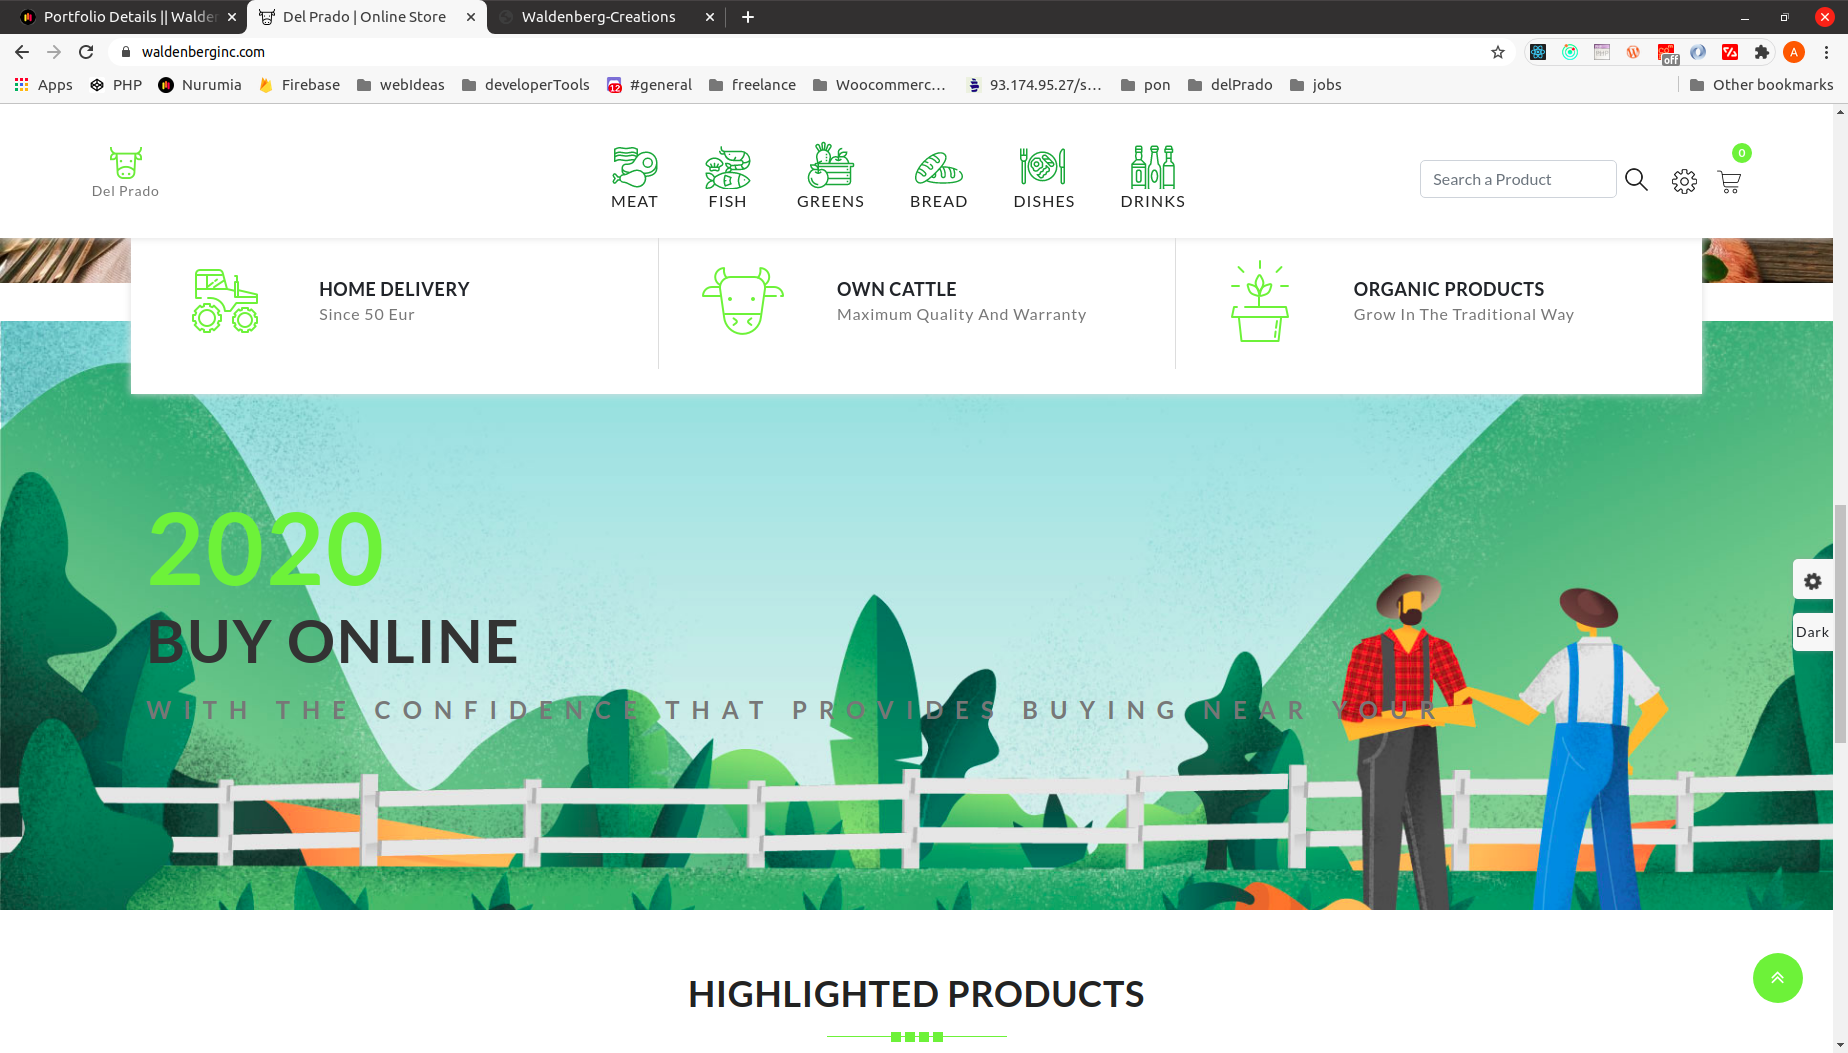 Portfolio Details || Walden
Del Prado | Online Store
Waldenberg-Creations
waldenberginc.com
A
off
Apps
PHP
Nurumia
Firebase
webIdeas
developerTools
12
#general
freelance
Woocommerc…
93.174.95.27/s…
pon
delPrado
jobs
Other bookmarks
Del Prado
MEAT
FISH
GREENS
BREAD
DISHES
DRINKS
Search a Product
0
HOME DELIVERY
Since 50 Eur
OWN CATTLE
Maximum Quality And Warranty
ORGANIC PRODUCTS
Grow In The Traditional Way
2020
BUY ONLINE
WITH THE CONFIDENCE THAT PROVIDES BUYING NEAR YOUR
Dark
HIGHLIGHTED PRODUCTS